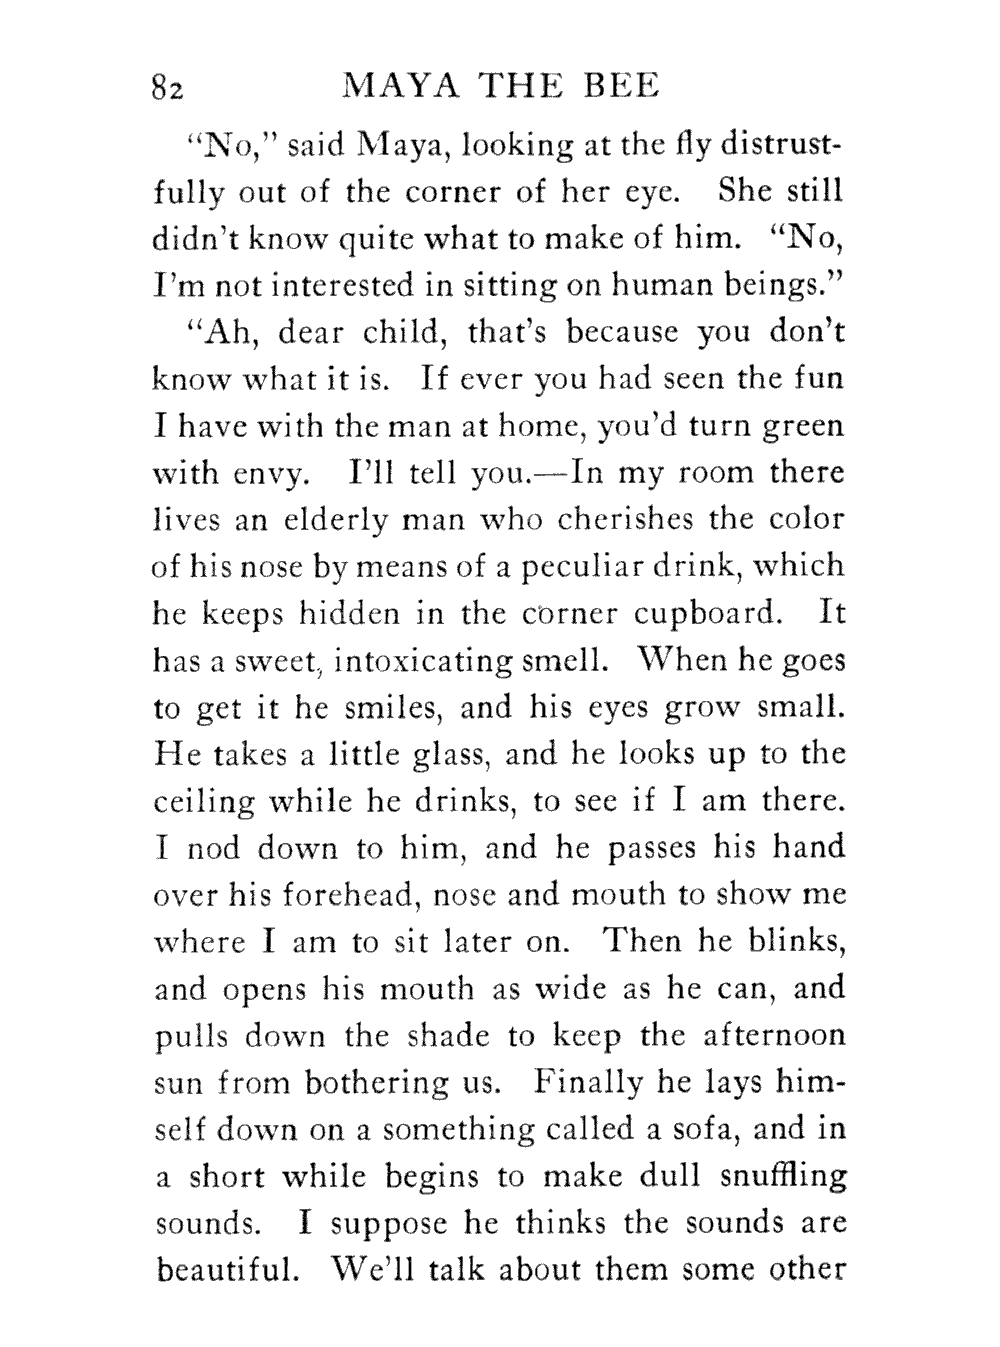 82 MAYA THE BEE
“No,” said Maya, looking at the fly distrust-
fully out of the corner of her eye. She still
didn’t know quite what to make of him. “No,
I’m not interested in sitting on human beings.”
“Ah, dear child, that’s because you don’t
know what it is. If ever you had seen the fun
I have with the man at home, you’d turn green
with envy. I’ll tell you.—In my room there
lives an elderly man who cherishes the color
of his nose by means of a peculiar drink, which
he keeps hidden in the corner cupboard. It
has a sweet, intoxicating smell. When he goes
to get it he smiles, and his eyes grow small.
He takes a little glass, and he looks up to the
ceiling while he drinks, to see if I am there.
I nod down to him, and he passes his hand
over his forehead, nose and mouth to show me
where I am to sit later on. Then he blinks,
and opens his mouth as wide as he can, and
pulls down the shade to keep the afternoon
sun from bothering us. Finally he lays him-
self down on a something called a sofa, and in
a short while begins to make dull snuffling
sounds. I suppose he thinks the sounds are
beautiful. We’ll talk about them some other